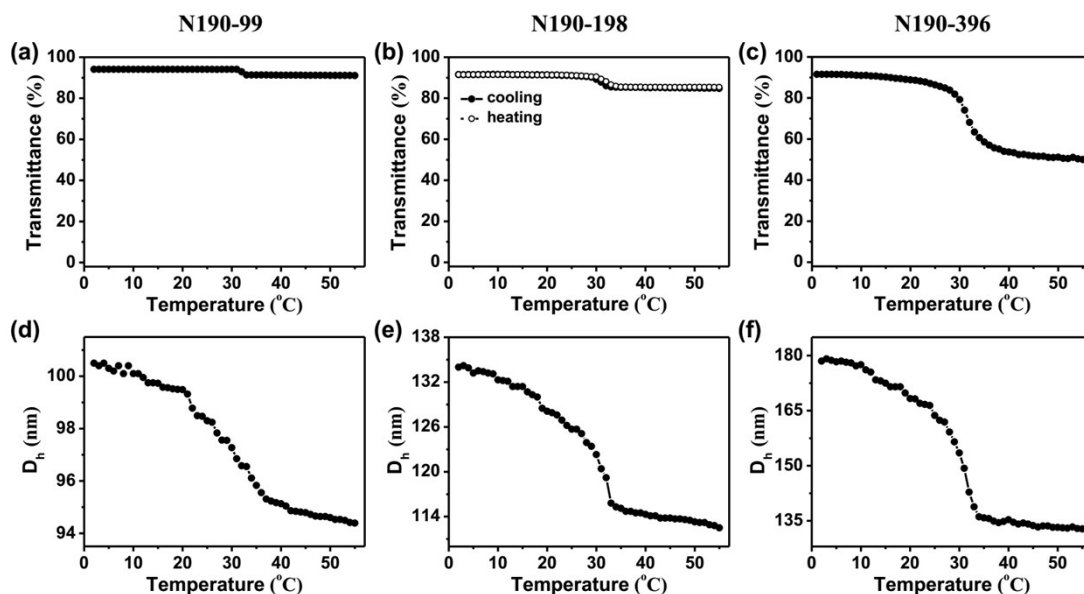 N190-99 N190-198 N190-396
(a) (b) (c)
Transmittance (%)
100
80
60
40
20
0
0 10 20 30 40 50
Temperature (°C)
Transmittance (%)
100
80
60
40
20
0
cooling
heating
0 10 20 30 40 50
Temperature (°C)
Transmittance (%)
100
80
60
40
20
0
0 10 20 30 40 50
Temperature (°C)
(d) (e) (f)
Dh (nm)
100
98
96
94
0 10 20 30 40 50
Temperature (°C)
Dh (nm)
138
132
126
120
114
0 10 20 30 40 50
Temperature (°C)
Dh (nm)
180
165
150
135
0 10 20 30 40 50
Temperature (°C)